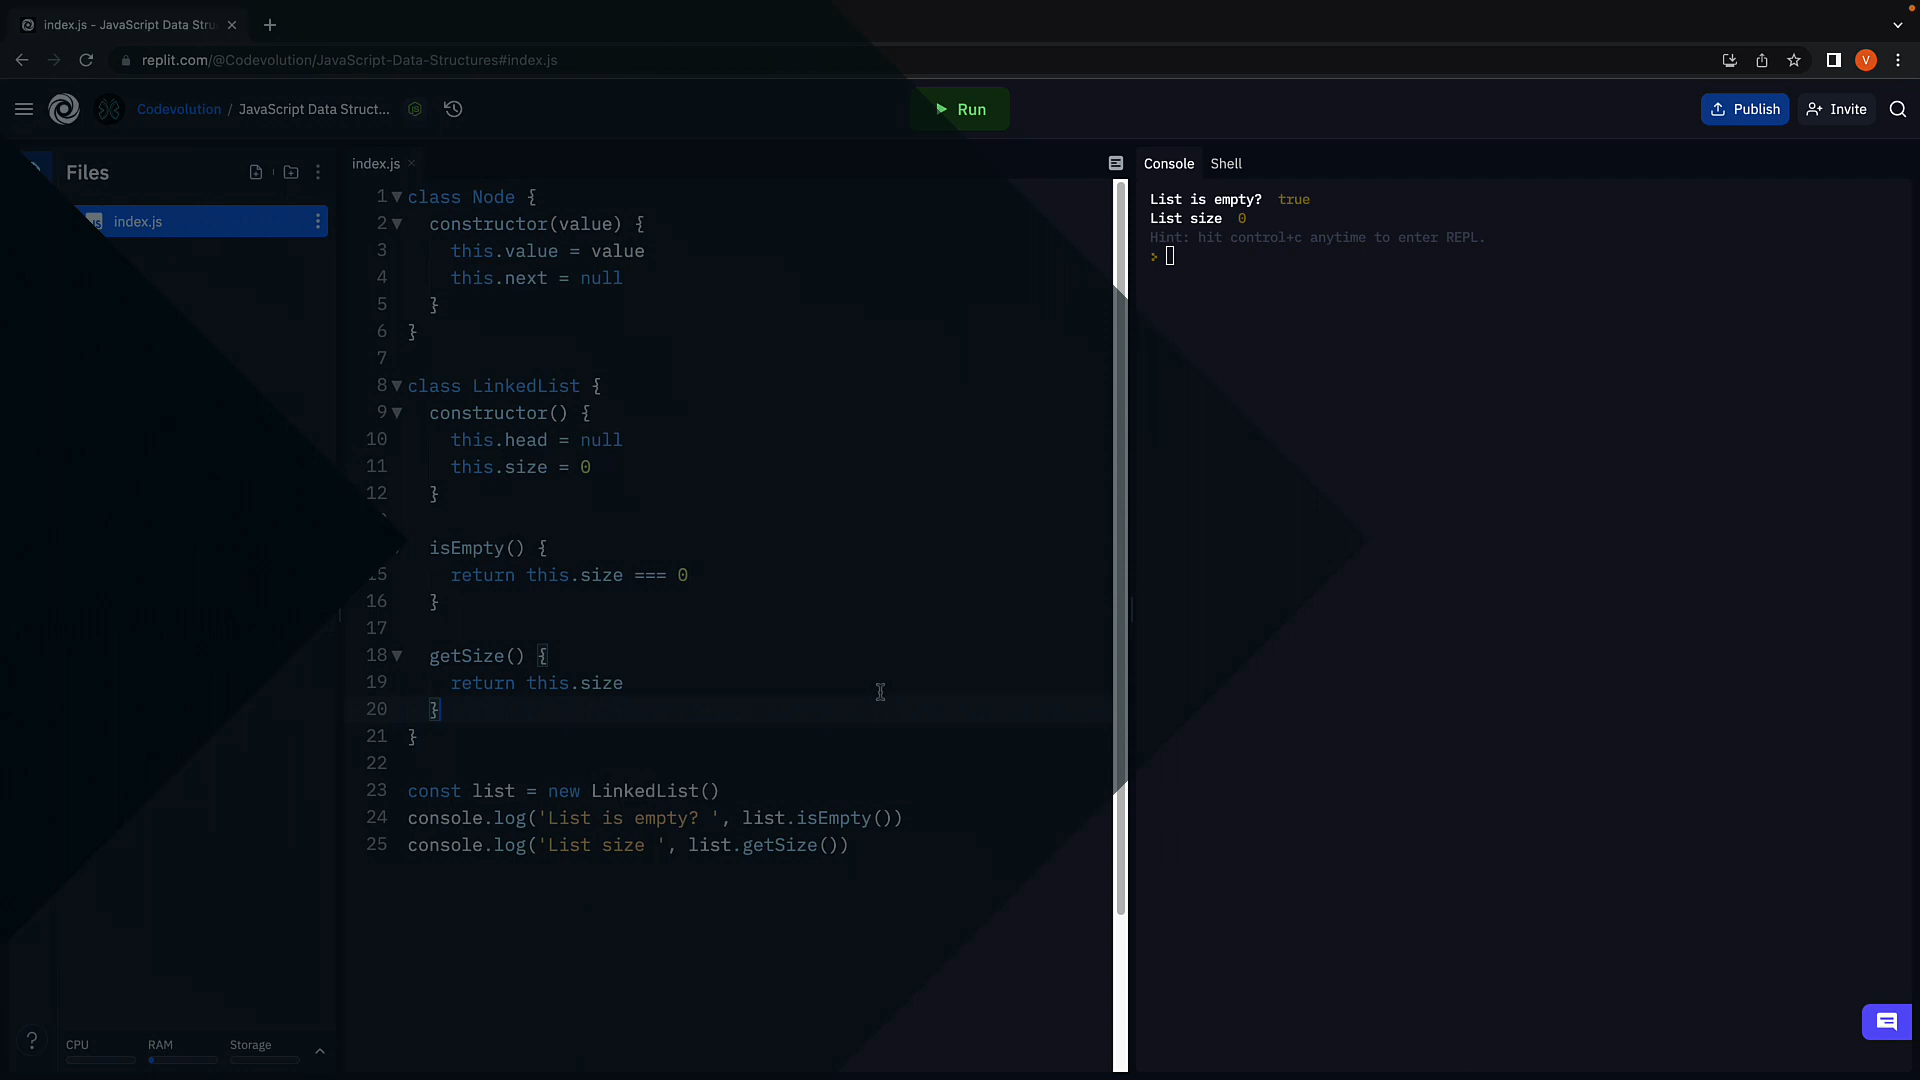 index.js - JavaScript Data Stru
replit.com/@Codevolution/JavaScript-Data-Structures#index.js
V
Codevolution / JavaScript Data Struct...
Run
Publish
Invite
Files
index.js
index.js
Console
Shell
1 class Node {
2 constructor(value) {
3 this.value = value
4 this.next = null
5 }
6 }
7
8 class LinkedList {
9 constructor() {
10 this.head = null
11 this.size = 0
12 }
isEmpty() {
15 return this.size === 0
16 }
17
18 getSize() {
19 return this.size
20 }
21 }
22
23 const list = new LinkedList()
24 console.log('List is empty? ', list.isEmpty())
25 console.log('List size ', list.getSize())
List is empty? true
List size 0
Hint: hit control+c anytime to enter REPL.
CPU
RAM
Storage